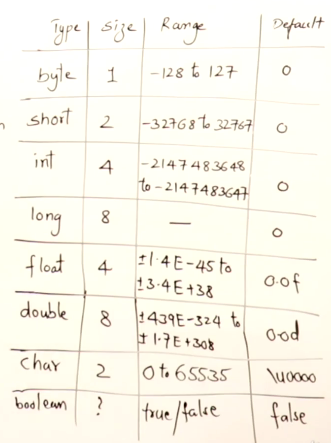 Type | Size | Range | Default
byte | 1 | -128 to 127 | 0
short | 2 | -32768 to 32767 | 0
int | 4 | -2147483648
to -2147483647 | 0
long | 8 | — | 0
float | 4 | ±1.4E-45 to
±3.4E+38 | 0.0f
double | 8 | ±439E-324 to
±1.7E+308 | 0.0d
char | 2 | 0 to 65535 | \u0000
boolean | ? | true/false | false